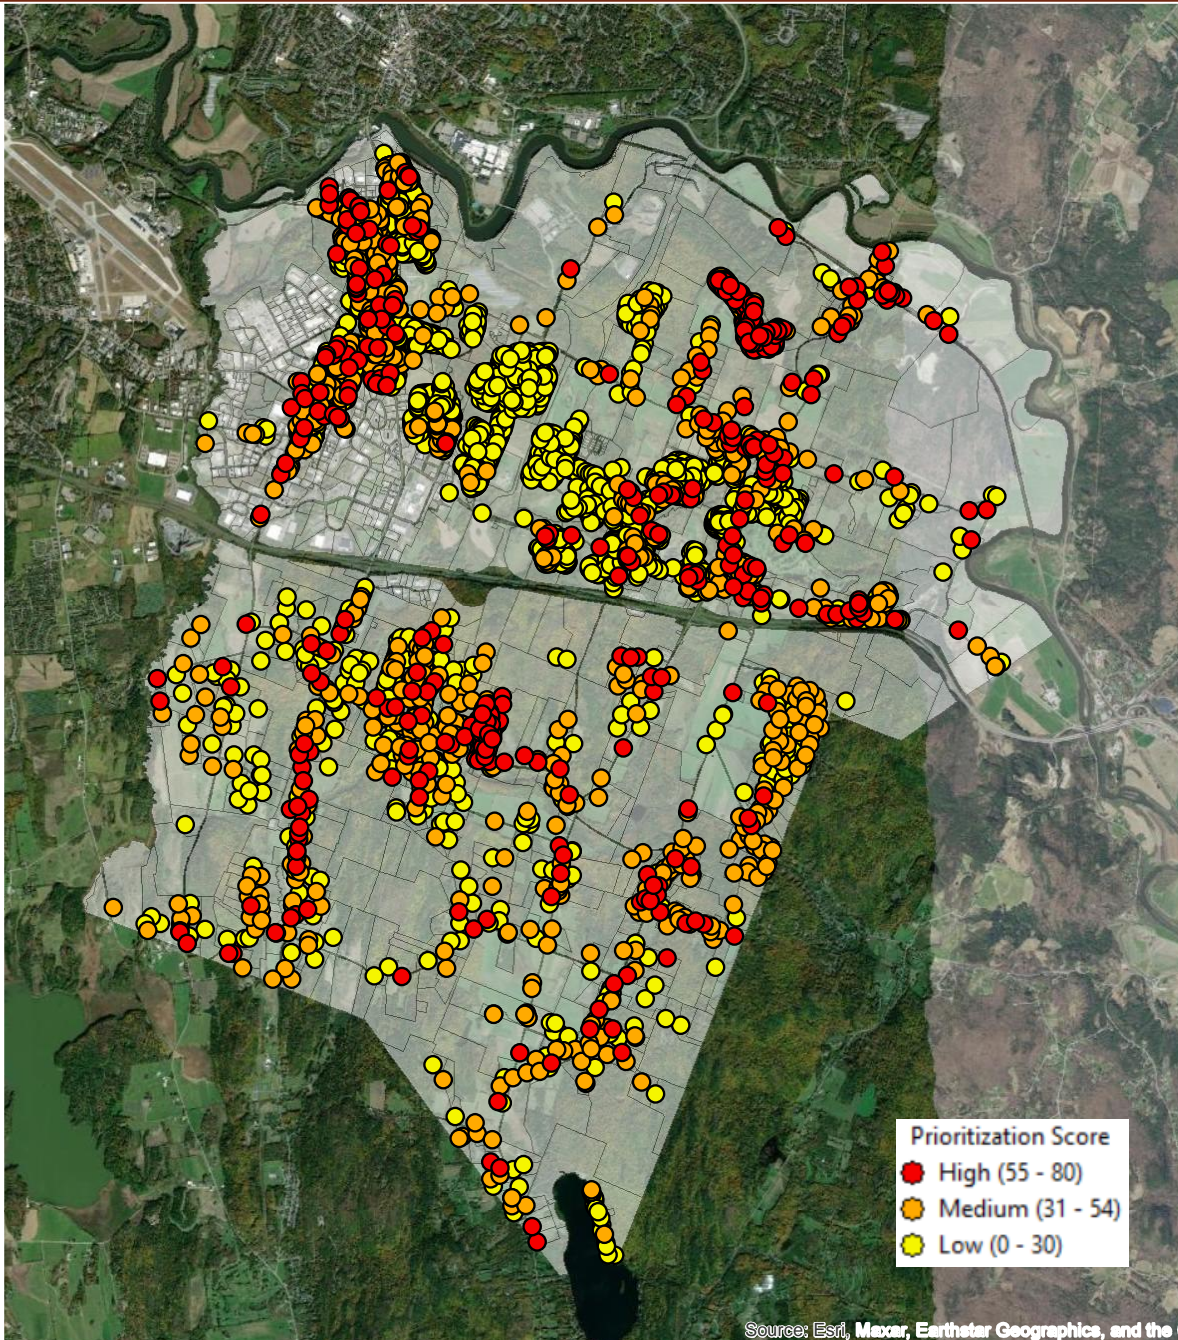 Prioritization Score
High (55 - 80)
Medium (31 - 54)
Low (0 - 30)
Source: Esri, Maxar, Earthstar Geographics, and the